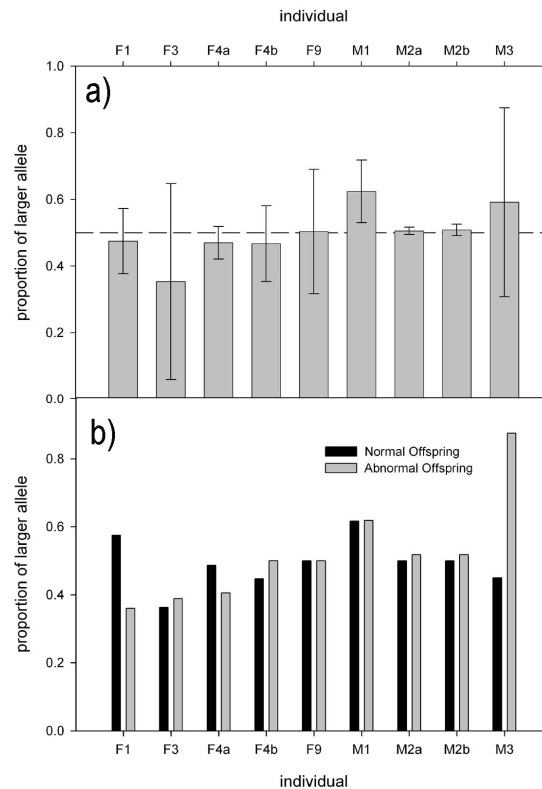 individual
F1 F3 F4a F4b F9 M1 M2a M2b M3
a)
proportion of larger allele
1.0
0.8
0.6
0.4
0.2
0.0
b)
Normal Offspring
Abnormal Offspring
proportion of larger allele
0.8
0.6
0.4
0.2
0.0
F1 F3 F4a F4b F9 M1 M2a M2b M3
individual